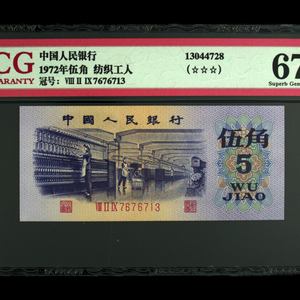 CG
ARANTY
中国人民银行
1972年伍角 纺织工人
冠号: Ⅷ Ⅱ Ⅸ 7676713
13044728
(☆☆☆)
67
Superb Gem
中國人民銀行
伍角
5
WU
JIAO
Ⅷ Ⅱ Ⅸ 7676713